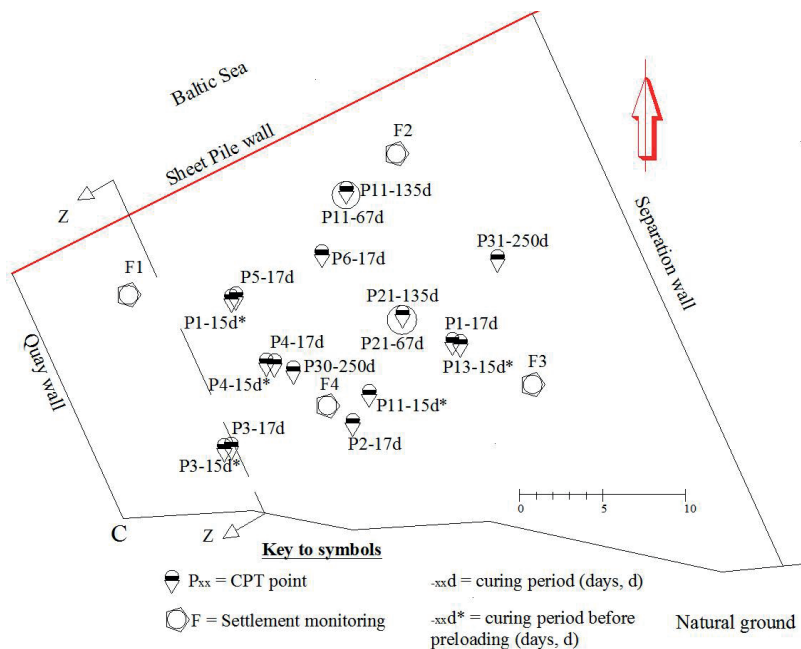 Baltic Sea
Sheet Pile wall
F2
P11-135d
P11-67d
Z
Separation wall
P31-250d
P6-17d
F1
P5-17d
P1-15d*
P21-135d
P21-67d
P1-17d
P13-15d*
P4-17d
P30-250d
P4-15d*
F4
F3
Quay wall
P11-15d*
P2-17d
P3-17d
P3-15d*
0 5 10
C
Z
Key to symbols
Pxx = CPT point
-xxd = curing period (days, d)
F = Settlement monitoring
-xxd* = curing period before
preloading (days, d)
Natural ground